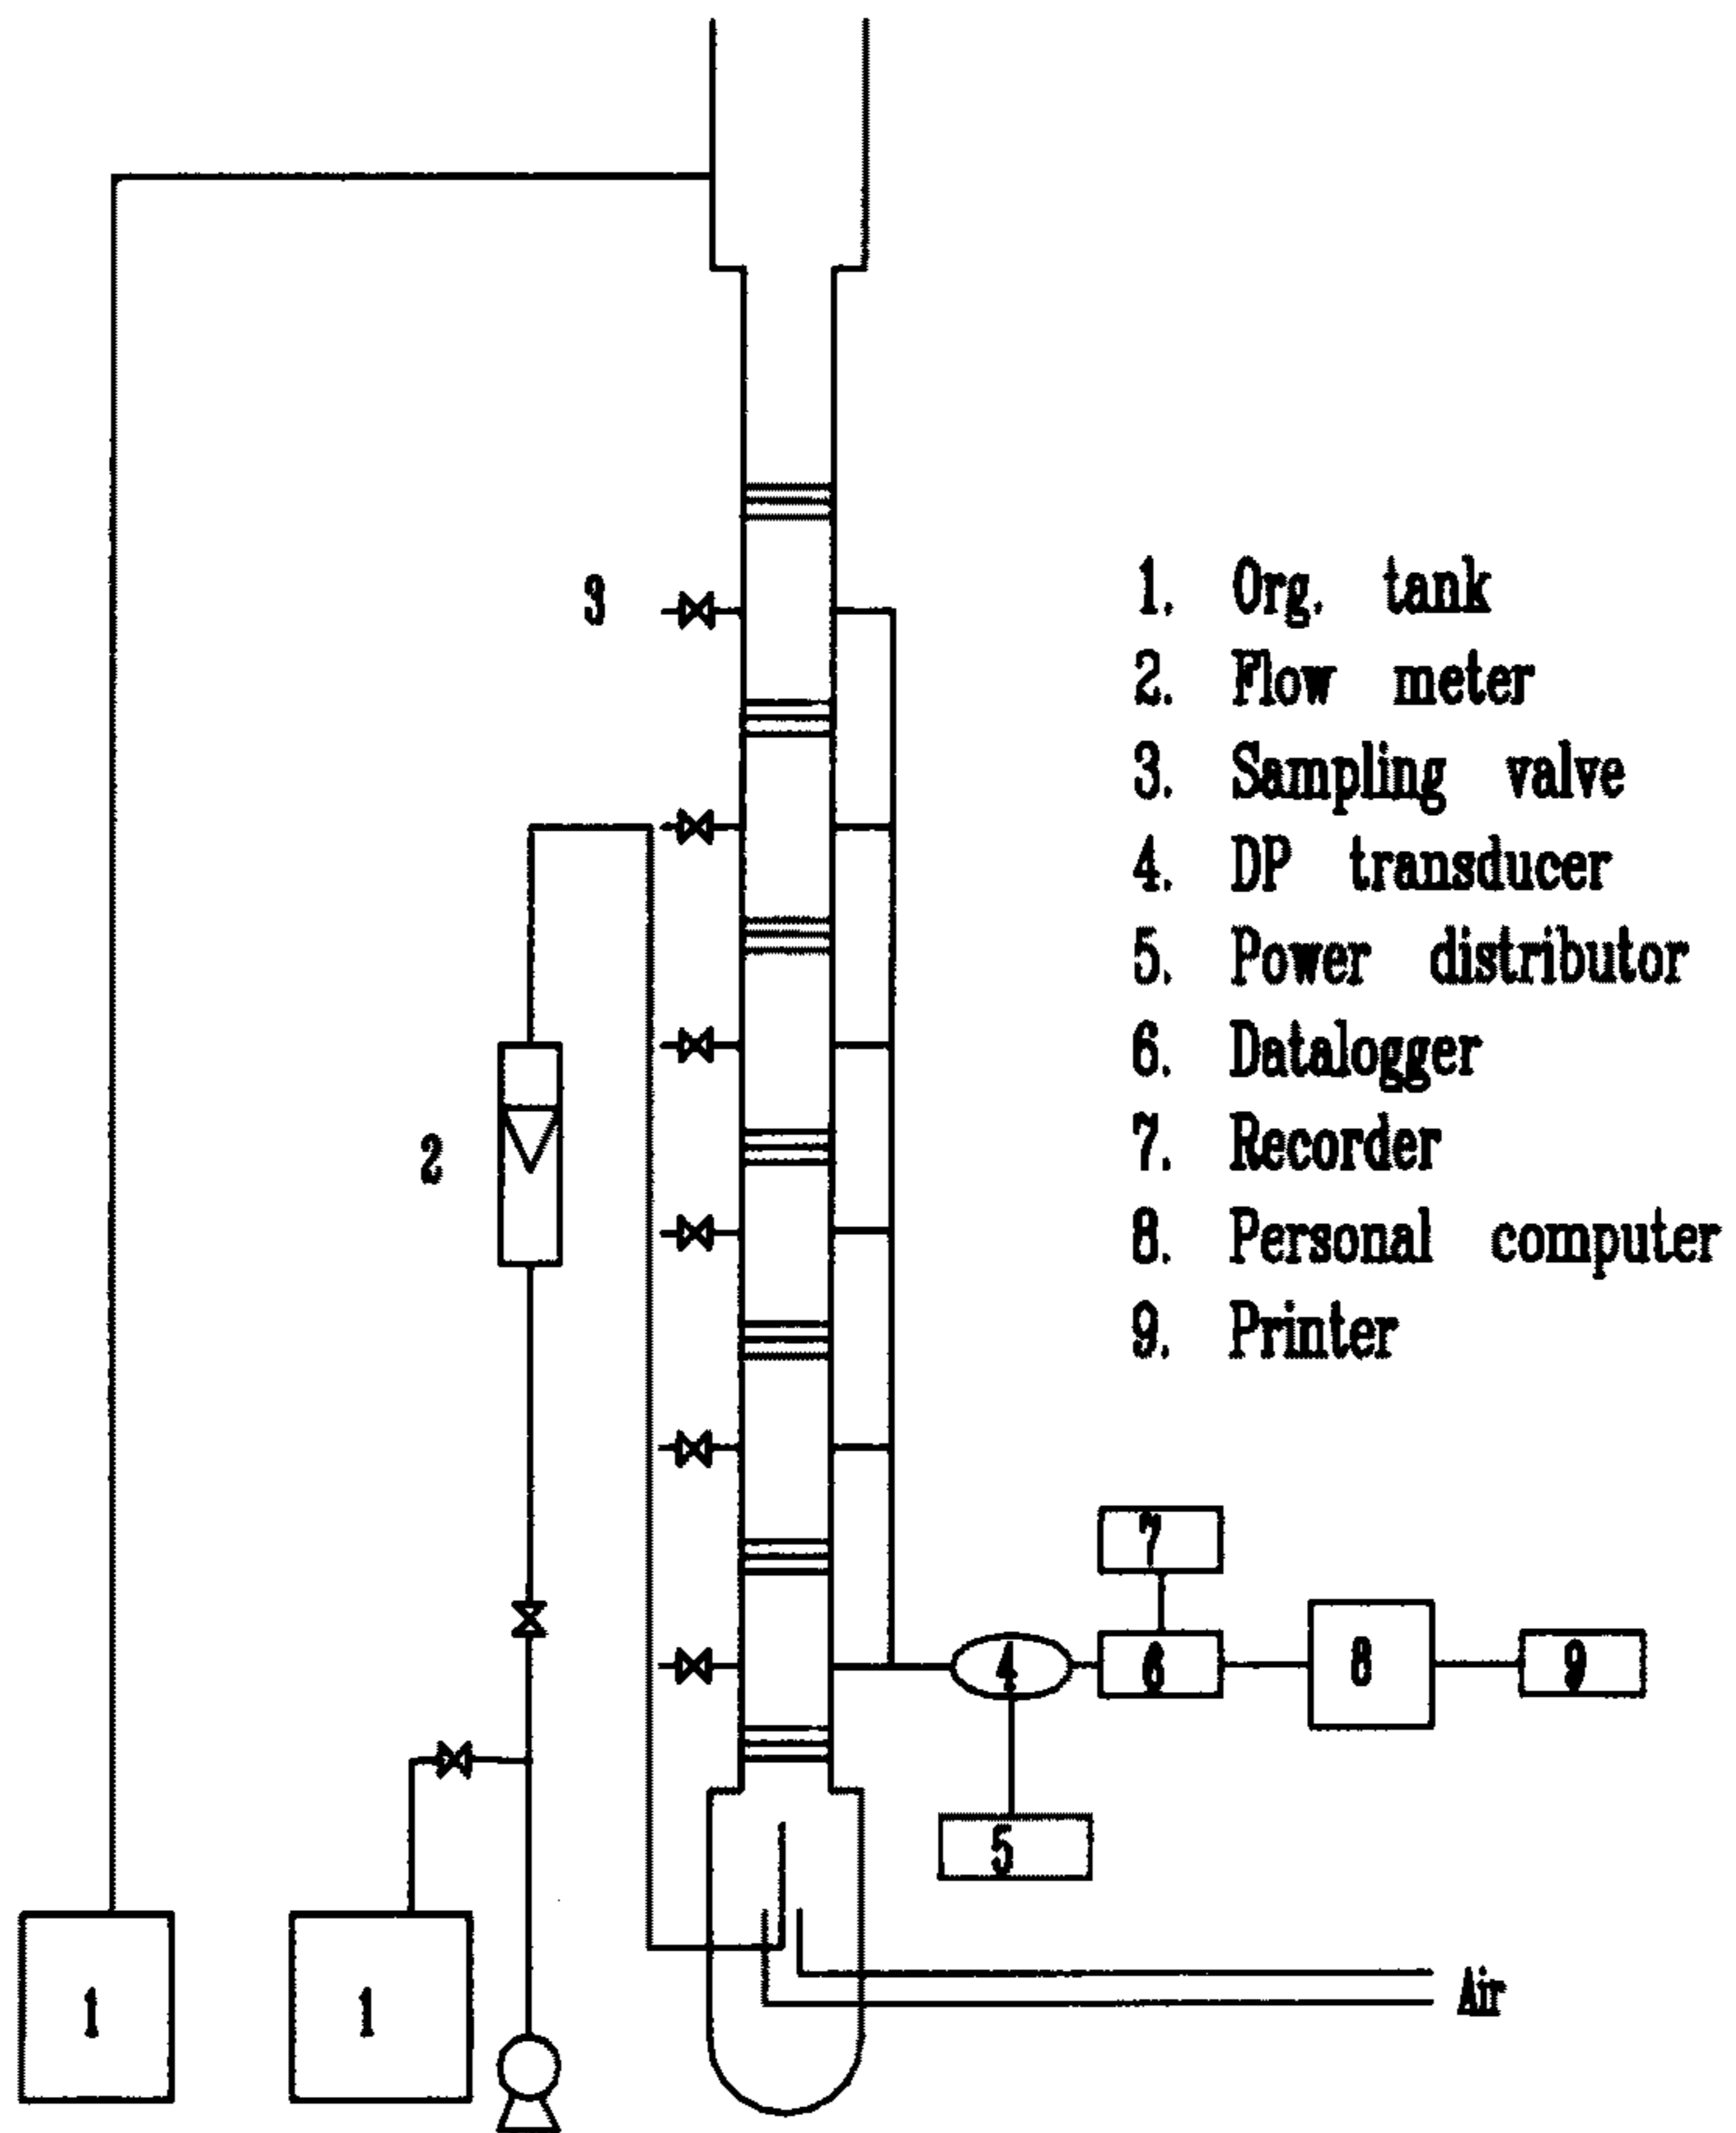 3
1. Org. tank
2. Flow meter
3. Sampling valve
4. DP transducer
5. Power distributor
6. Datalogger
7. Recorder
8. Personal computer
9. Printer
2
7
4
6
8
9
5
1
1
Air